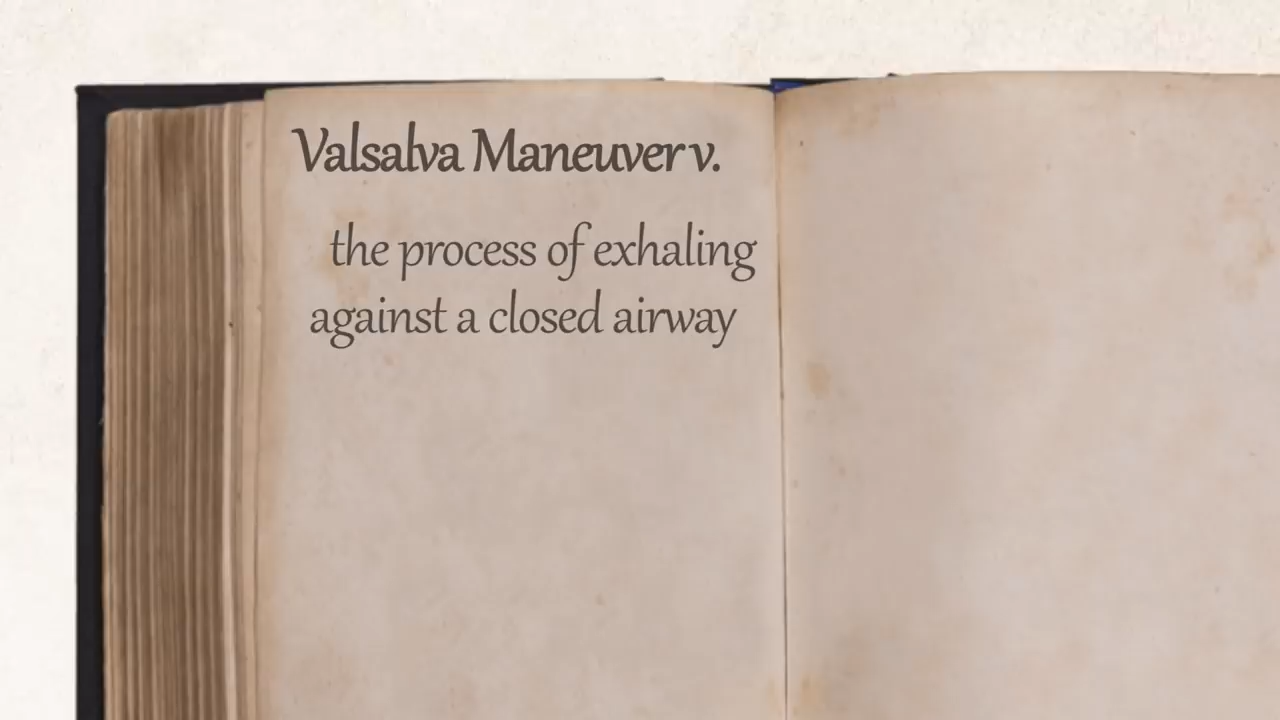 Valsalva Maneuver v.
the process of exhaling
against a closed airway